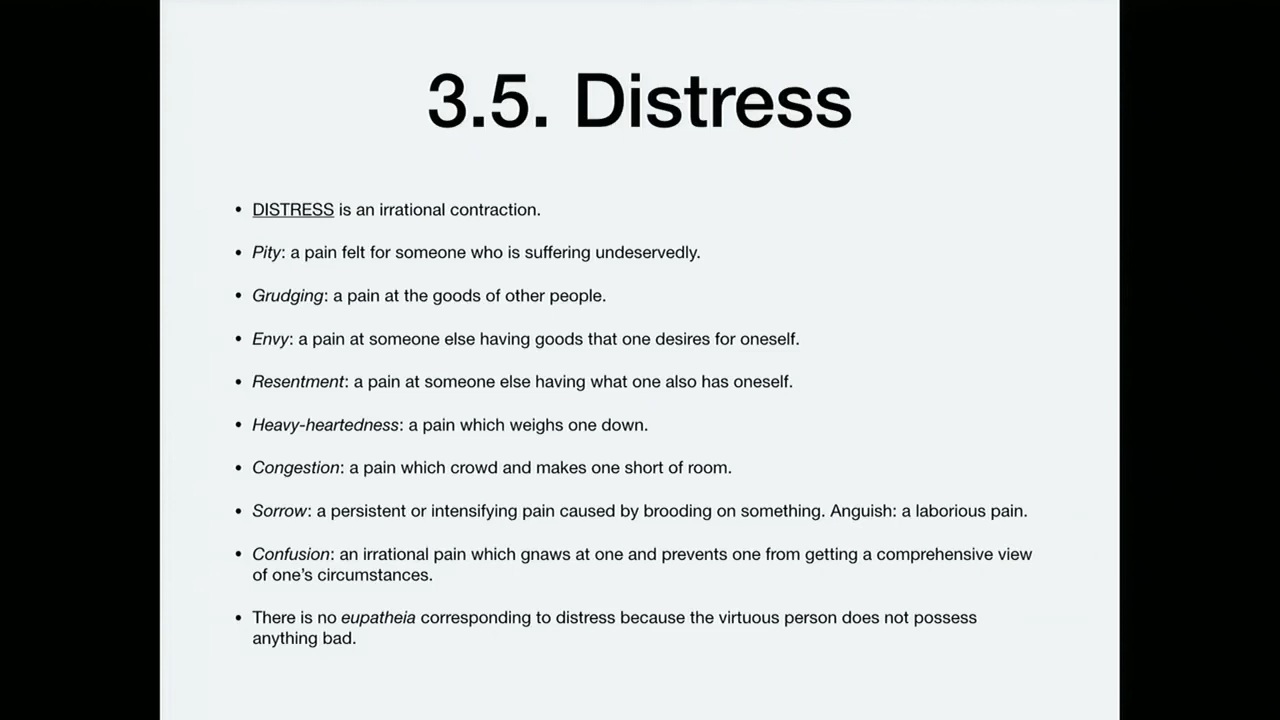 3.5. Distress
• DISTRESS is an irrational contraction.
• Pity: a pain felt for someone who is suffering undeservedly.
• Grudging: a pain at the goods of other people.
• Envy: a pain at someone else having goods that one desires for oneself.
• Resentment: a pain at someone else having what one also has oneself.
• Heavy-heartedness: a pain which weighs one down.
• Congestion: a pain which crowd and makes one short of room.
• Sorrow: a persistent or intensifying pain caused by brooding on something. Anguish: a laborious pain.
• Confusion: an irrational pain which gnaws at one and prevents one from getting a comprehensive view
of one’s circumstances.
• There is no eupatheia corresponding to distress because the virtuous person does not possess
anything bad.